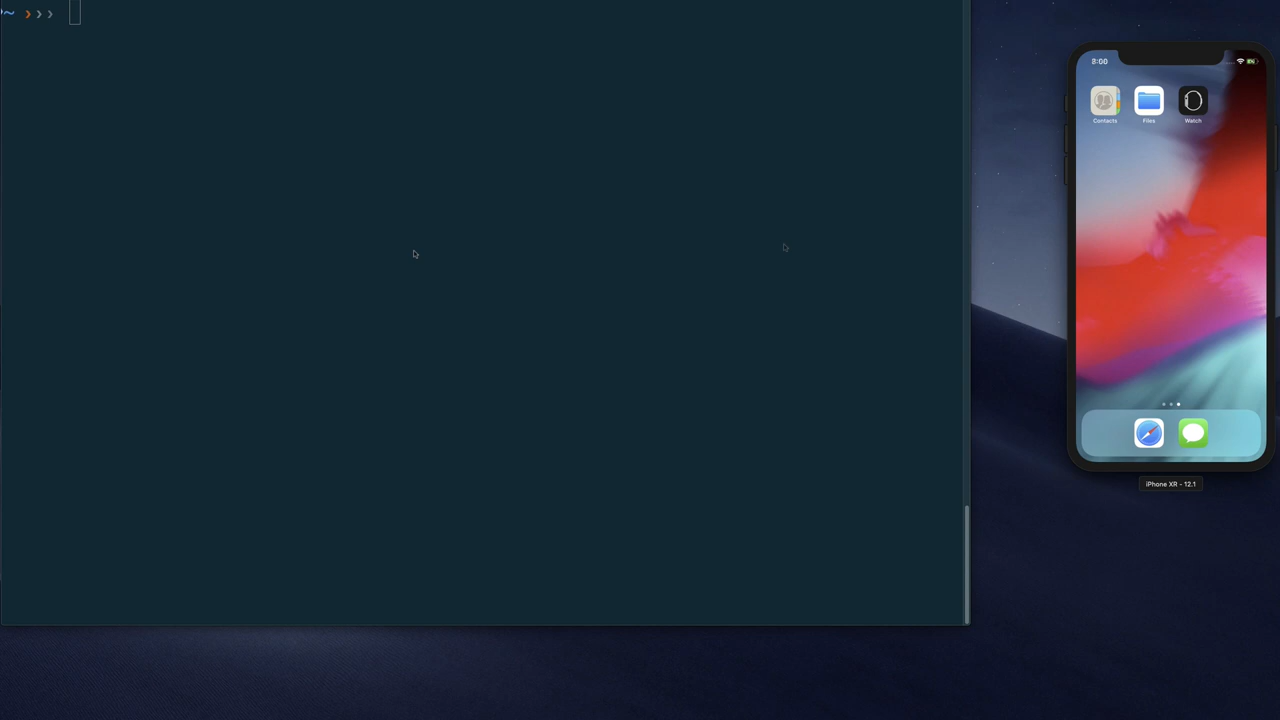 ~ ❯ ❯ ❯
8:00
Contacts
Files
Watch
iPhone XR - 12.1